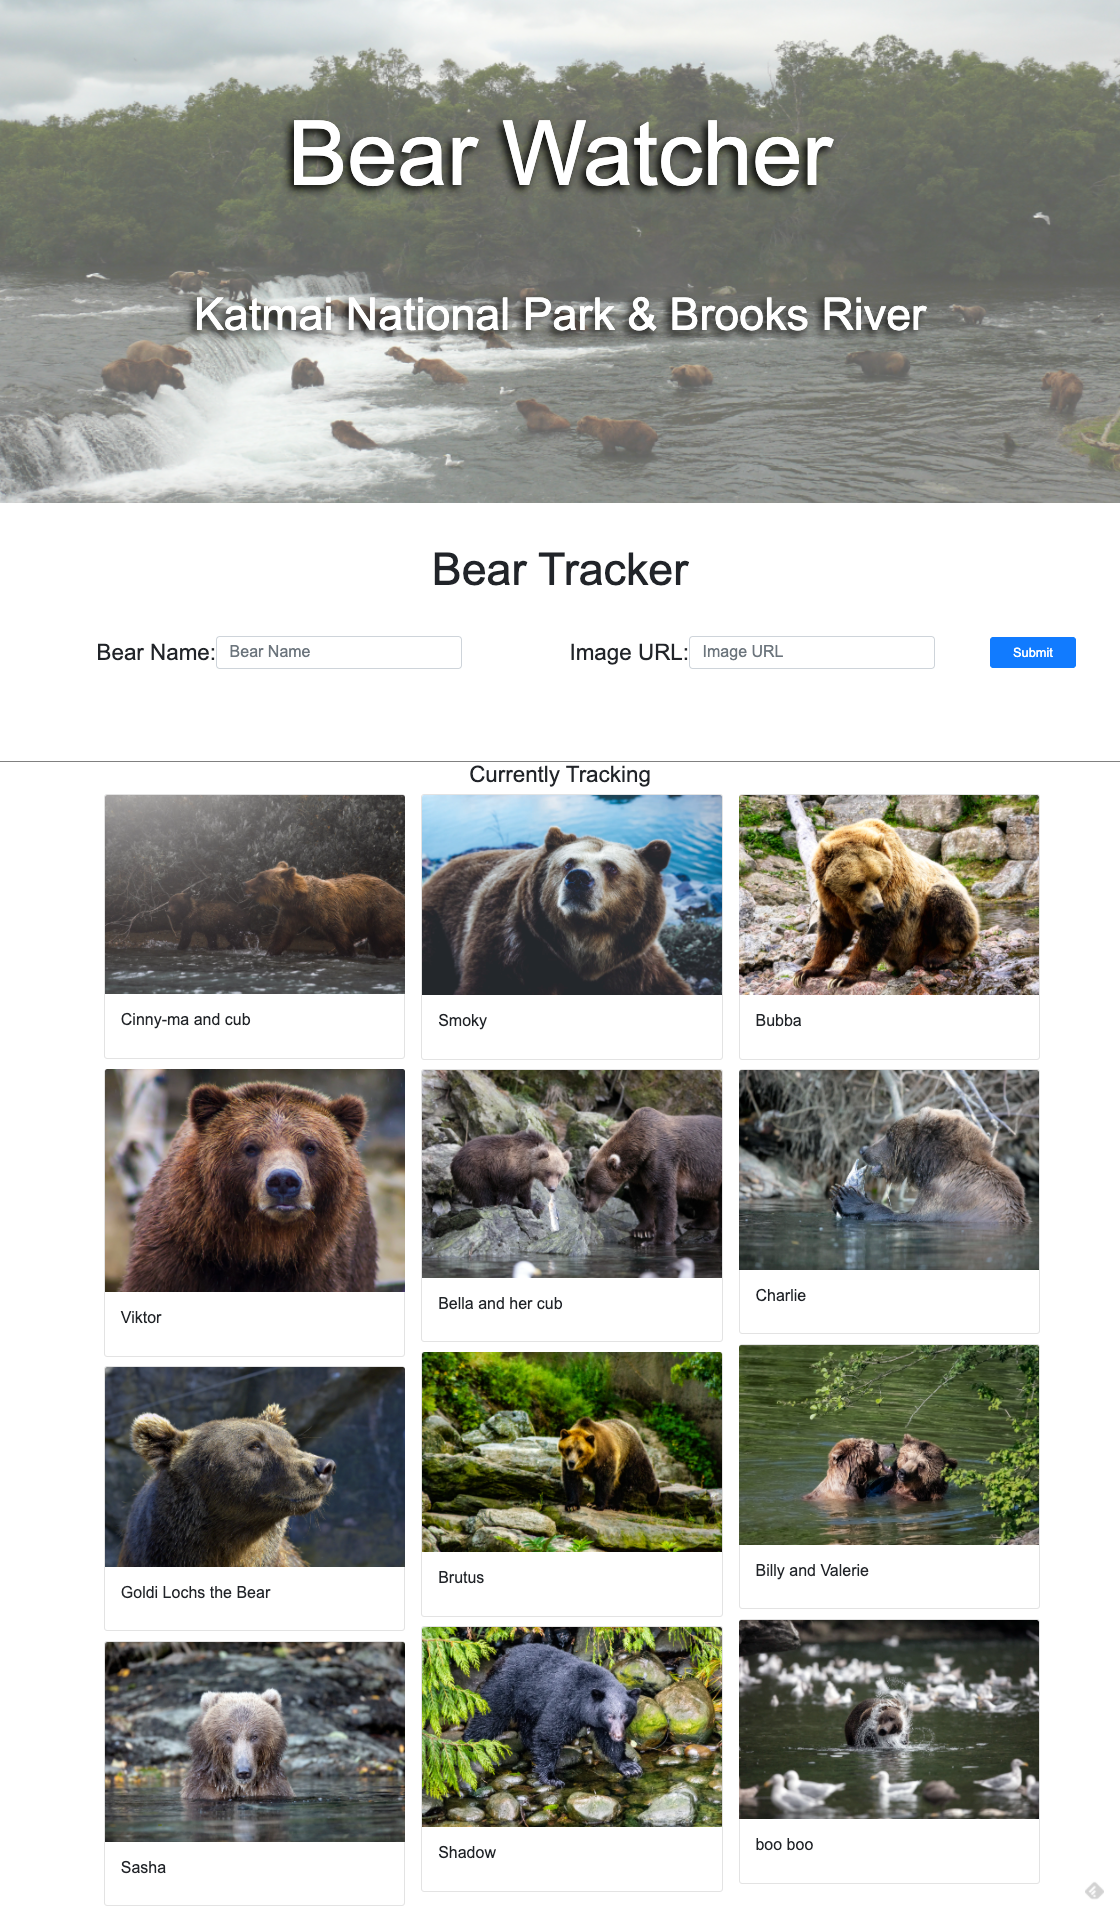 Bear Watcher
Katmai National Park & Brooks River
Bear Tracker
Bear Name: Bear Name Image URL: Image URL Submit
Currently Tracking
Cinny-ma and cub
Smoky
Bubba
Viktor
Bella and her cub
Charlie
Goldi Lochs the Bear
Brutus
Billy and Valerie
Sasha
Shadow
boo boo